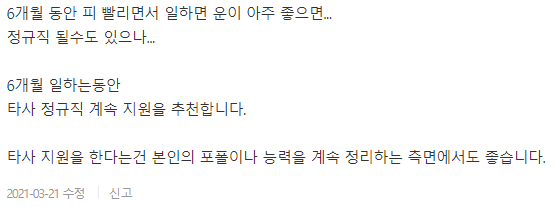 6개월 동안 피 빨리면서 일하면 운이 아주 좋으면...
정규직 될수도 있으나...
6개월 일하는동안
타사 정규직 계속 지원을 추천합니다.
타사 지원을 한다는건 본인의 포폴이나 능력을 계속 정리하는 측면에서도 좋습니다.
2021-03-21 수정 | 신고